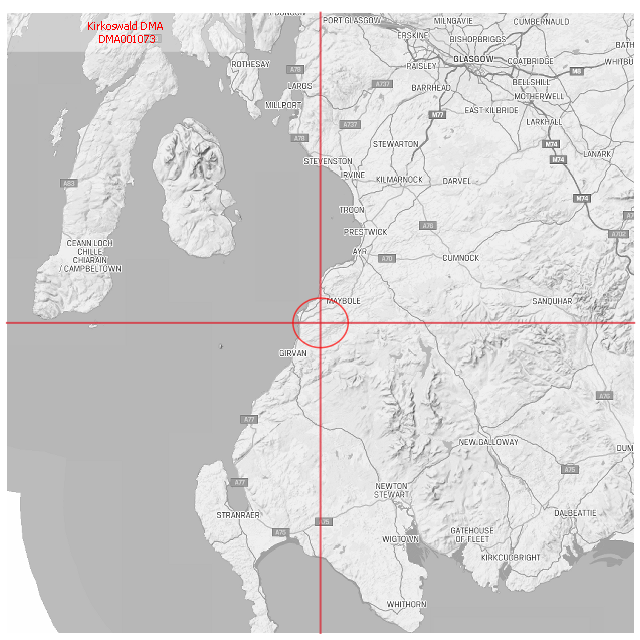 Kirkoswald DMA
DMA001073
PORT GLASGOW
MILNGAVIE
CUMBERNAULD
ERSKINE
BISHOPBRIGGS
ROTHESAY
PAISLEY
GLASGOW
COATBRIDGE
A78
M8
LARGS
A737
BARRHEAD
BELLSHILL
MOTHERWELL
MILLPORT
M77
EAST KILBRIDE
LARKHALL
A737
A78
STEWARTON
M74
LANARK
STEVENSTON
M74
IRVINE
KILMARNOCK
DARVEL
A83
M74
TROON
PRESTWICK
A76
A702
CEANN LOCH
CHILLE
CHIARAIN
/ CAMPBELTOWN
AYR
A70
CUMNOCK
MAYBOLE
SANQUHAR
GIRVAN
A76
A77
NEW GALLOWAY
A75
A77
NEWTON
STEWART
STRANRAER
A75
A75
DALBEATTIE
WIGTOWN
GATEHOUSE
OF FLEET
KIRKCUDBRIGHT
WHITHORN